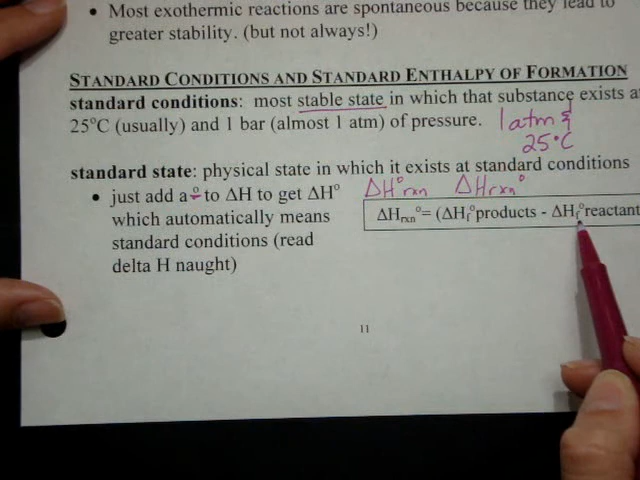 • Most exothermic reactions are spontaneous because they lead to
greater stability. (but not always!)
STANDARD CONDITIONS AND STANDARD ENTHALPY OF FORMATION
standard conditions: most stable state in which that substance exists a
25°C (usually) and 1 bar (almost 1 atm) of pressure. 1 atm &
25°C
standard state: physical state in which it exists at standard conditions
• just add a ° to ΔH to get ΔH° ΔH°rxn ΔHrxn°
which automatically means ΔHrxn°= (ΔHf°products - ΔHf°reactant
standard conditions (read
delta H naught)
11